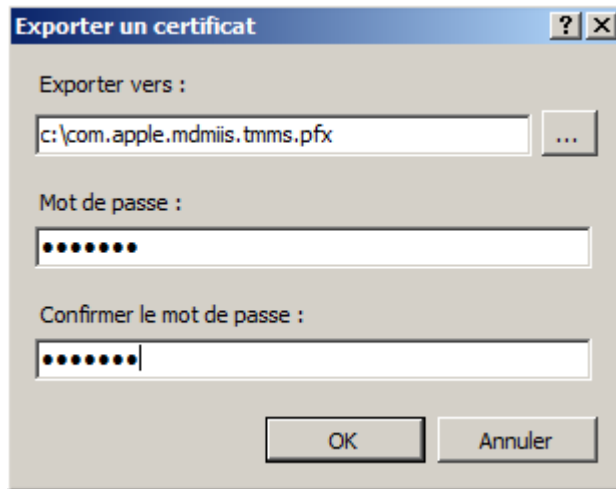 Exporter un certificat
Exporter vers :
c:\com.apple.mdmiis.tmms.pfx
...
Mot de passe :
•••••••
Confirmer le mot de passe :
•••••••
OK
Annuler